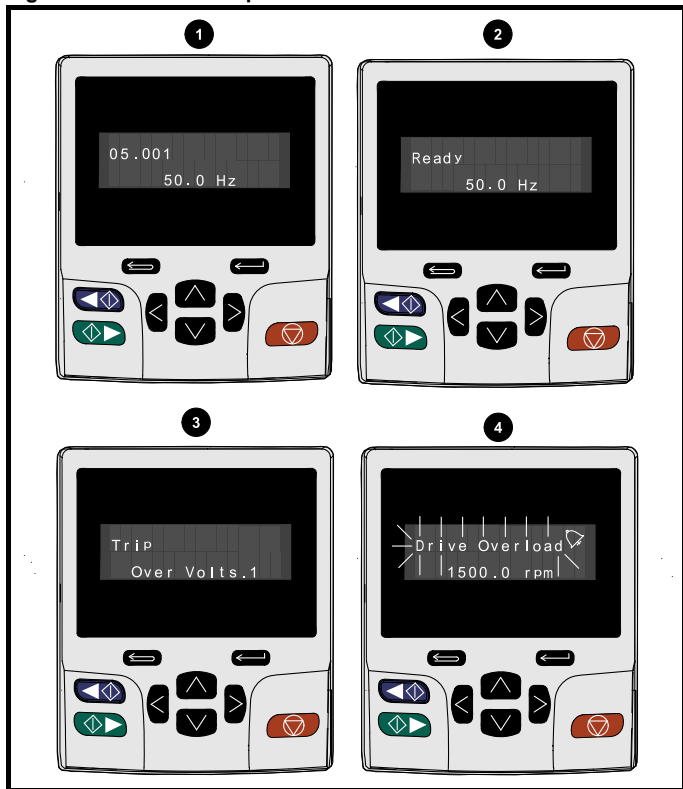 1
2
05.001
50.0 Hz
Ready
50.0 Hz
3
4
Trip
Over Volts.1
Drive Overload
1500.0 rpm